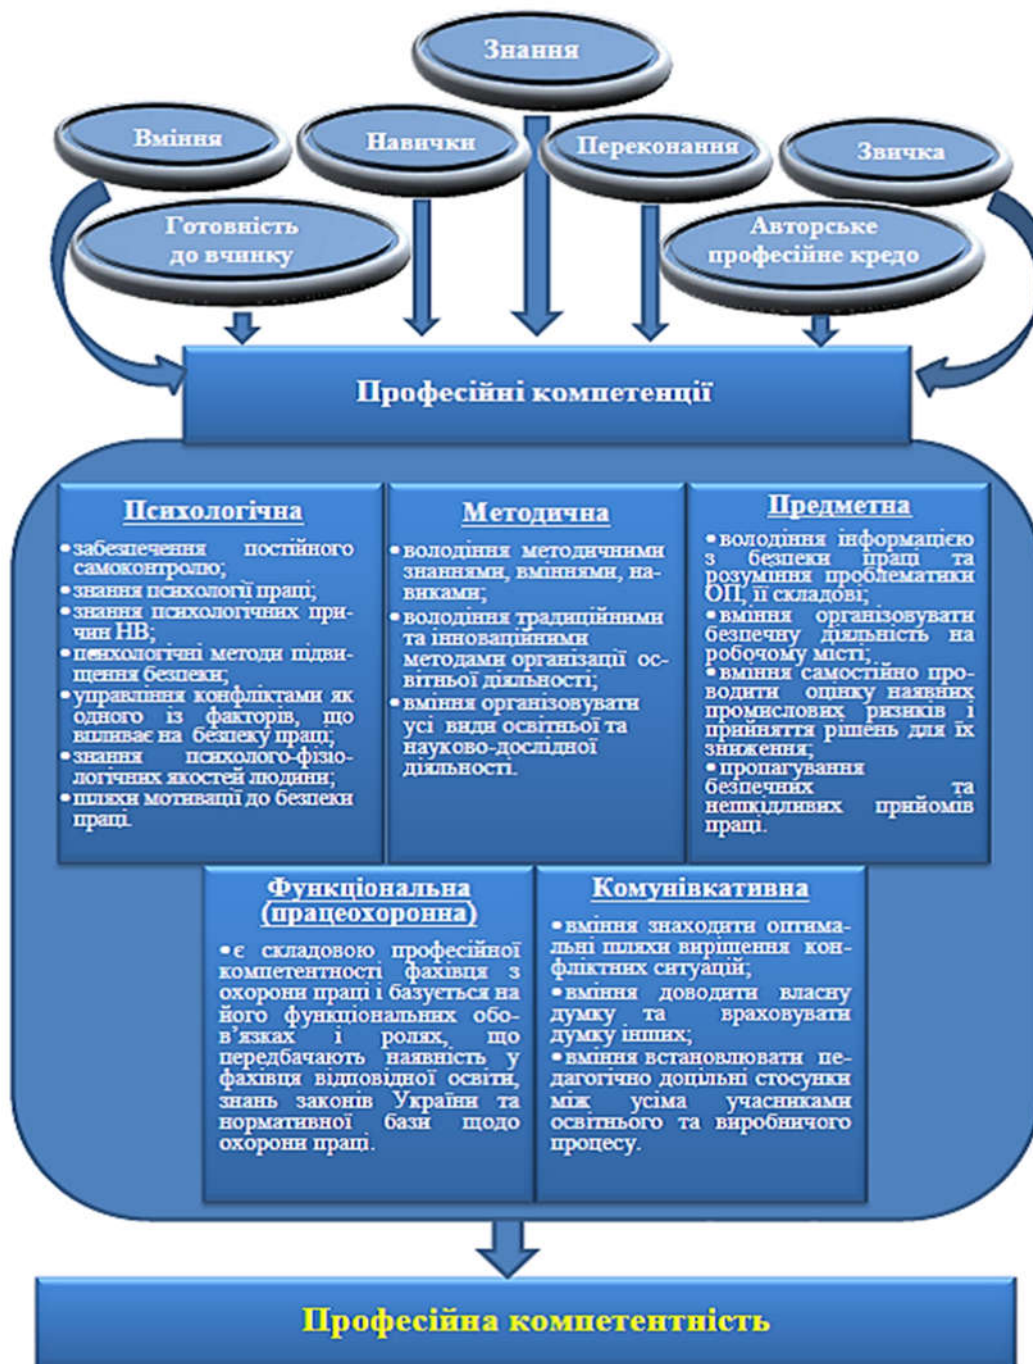 Знання
Вміння
Навички
Переконання
Звичка
Готовність
до вчинку
Авторське
професійне кредо
Професійні компетенції
Психологічна
•забезпечення постійного
самоконтролю;
•знання психології праці;
•знання психологічних при-
чин НВ;
•психологічні методи підви-
щення безпеки;
•управління конфліктами як
одного із факторів, що
впливає на безпеку праці;
•знання психолого-фізіо-
логічних якостей людини;
•шляхи мотивації до безпеки
праці.
Методична
•володіння методичними
знаннями, вміннями, на-
виками;
•володіння традиційними
та інноваційними
методами організації ос-
вітньої діяльності;
•вміння організовувати
усі види освітньої та
науково-дослідної
діяльності.
Предметна
•володіння інформацією
з безпеки праці та
розуміння проблематики
ОП, її складові;
•вміння організовувати
безпечну діяльність на
робочому місті;
•вміння самостійно про-
водити оцінку наявних
промислових ризиків і
прийняття рішень для їх
зниження;
•пропагування
безпечних та
нешкідливих прийомів
праці.
Функціональна
(працеохоронна)
•є складовою професійної
компетентності фахівця з
охорони праці і базується на
його функціональних обо-
в’язках і ролях, що
передбачають наявність у
фахівця відповідної освіти,
знань законів України та
нормативної бази щодо
охорони праці.
Комунівкативна
•вміння знаходити оптима-
льні шляхи вирішення кон-
фліктних ситуацій;
•вміння доводити власну
думку та враховувати
думку інших;
•вміння встановлювати пе-
дагогічно доцільні стосунки
між усіма учасниками
освітнього та виробничого
процесу.
Професійна компетентність